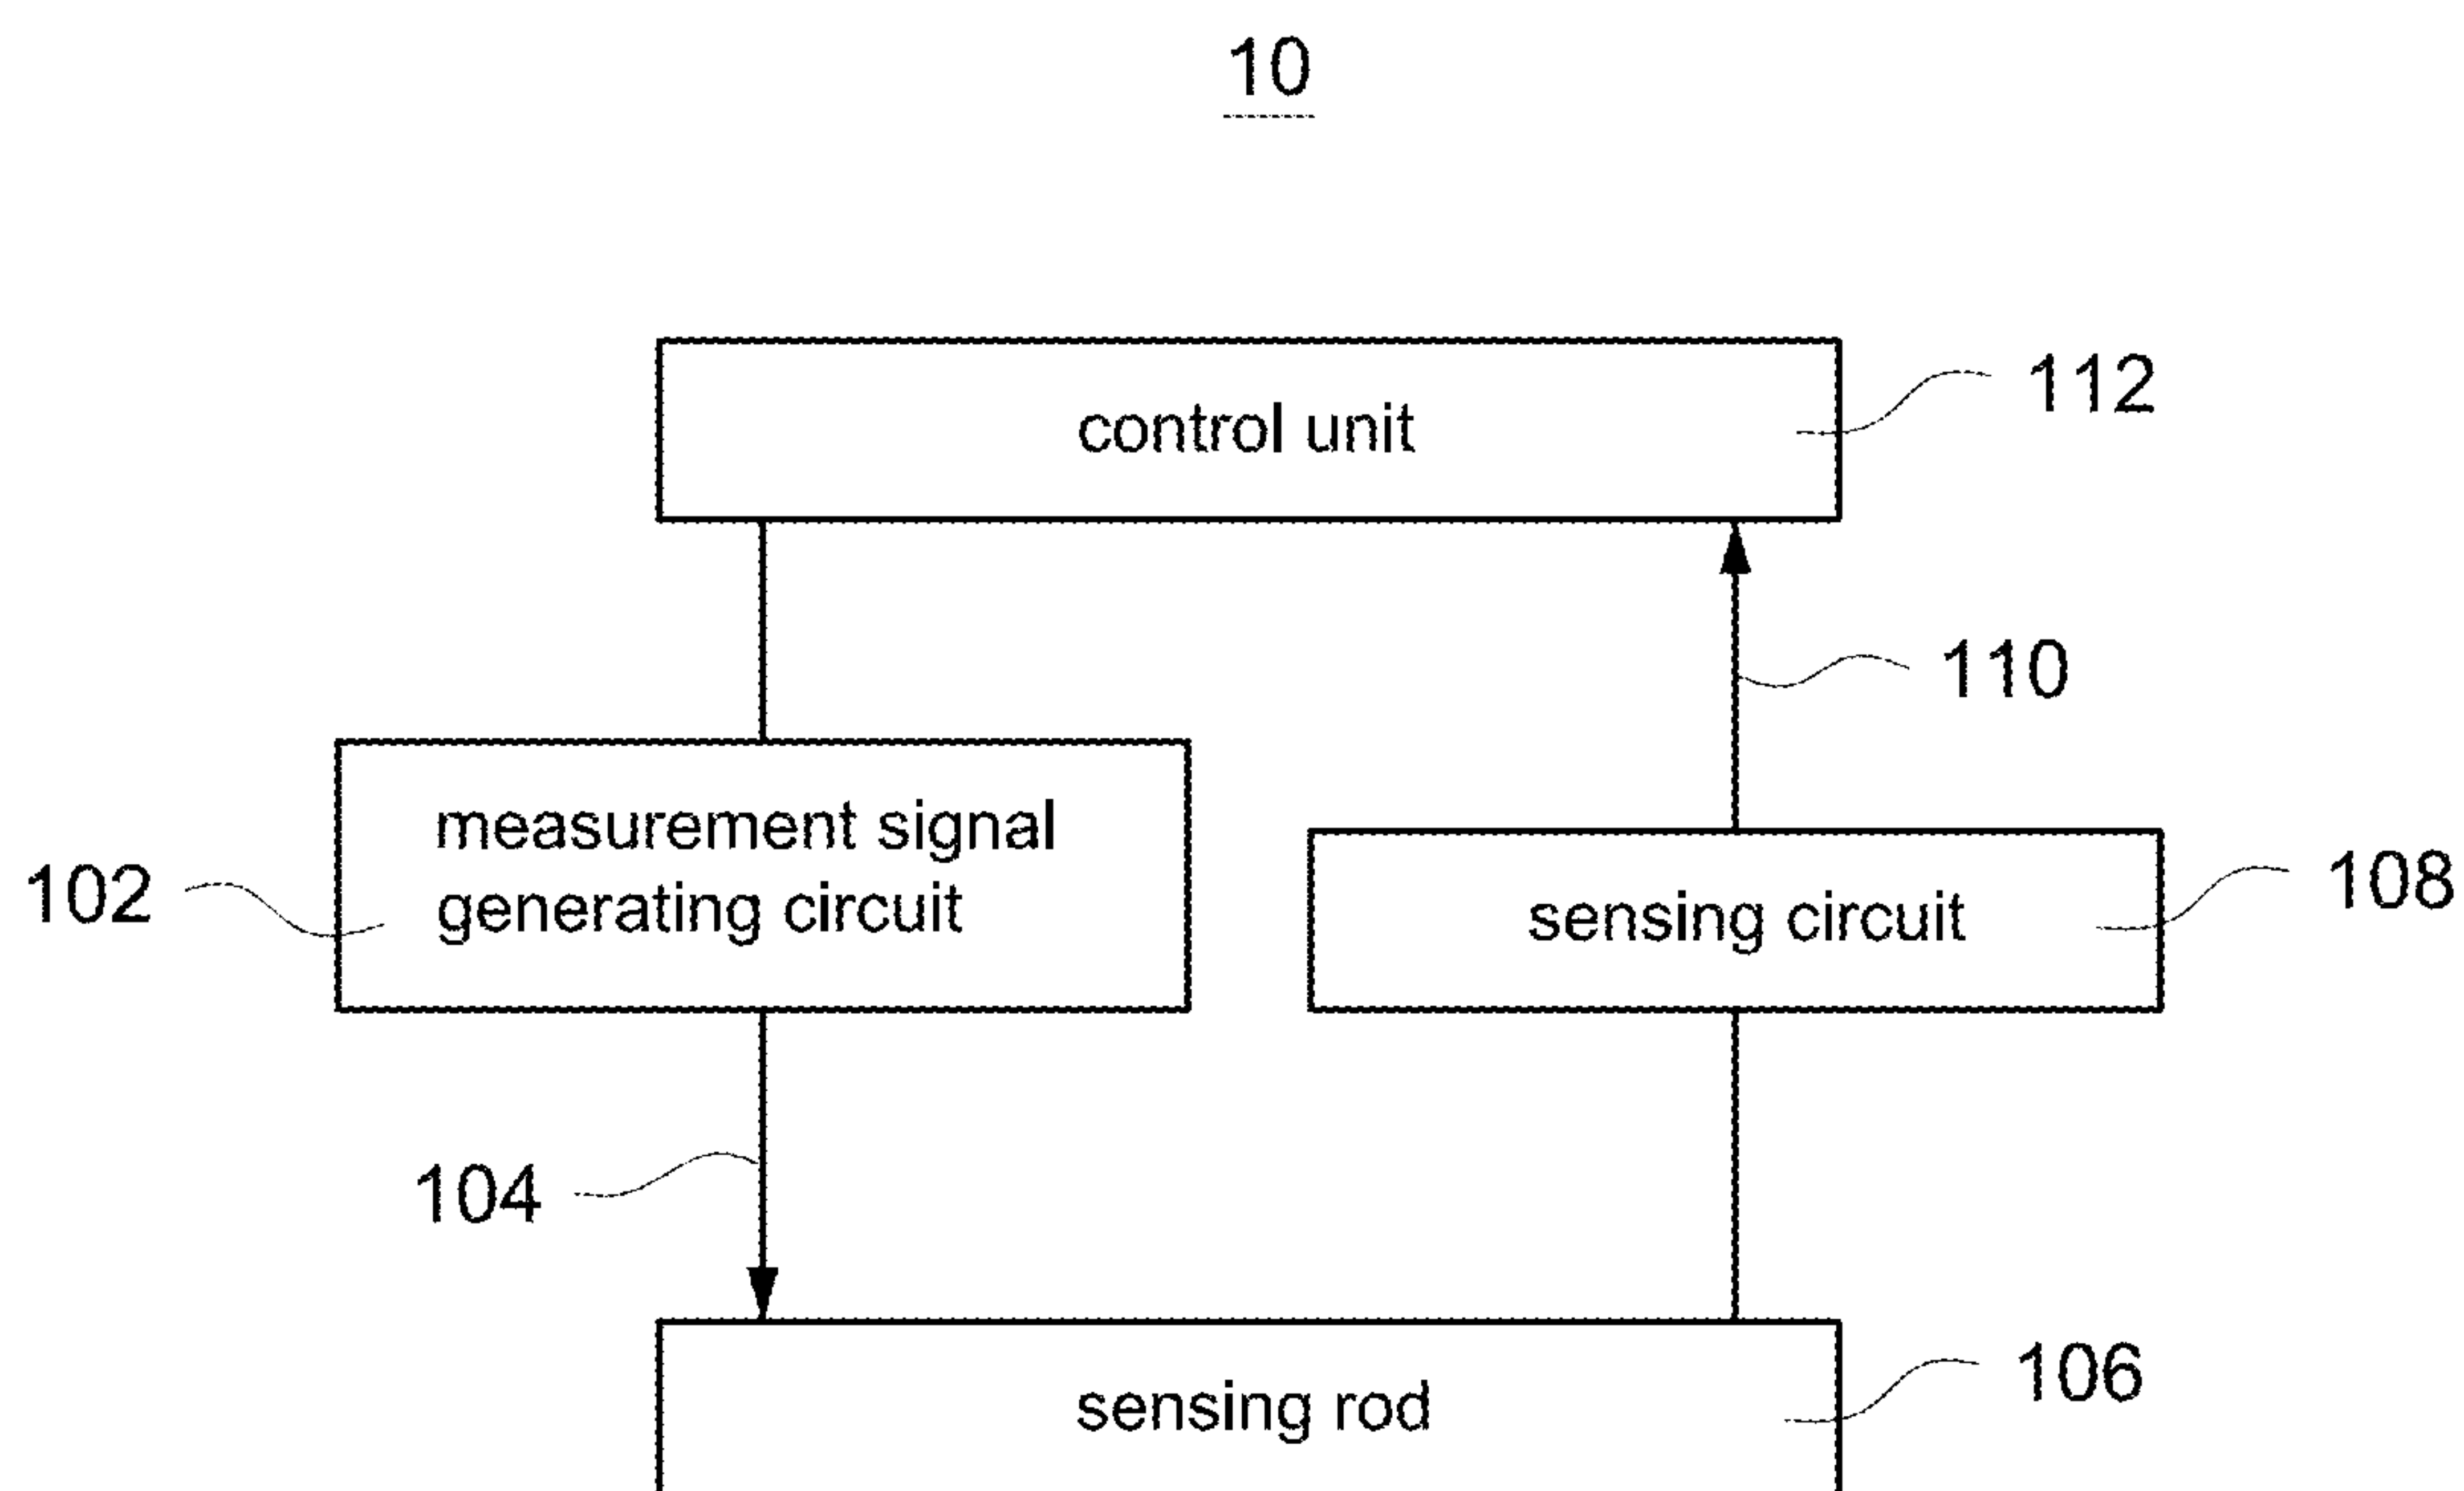 10
control unit
112
110
measurement signal
generating circuit
102
sensing circuit
108
104
sensing rod
106